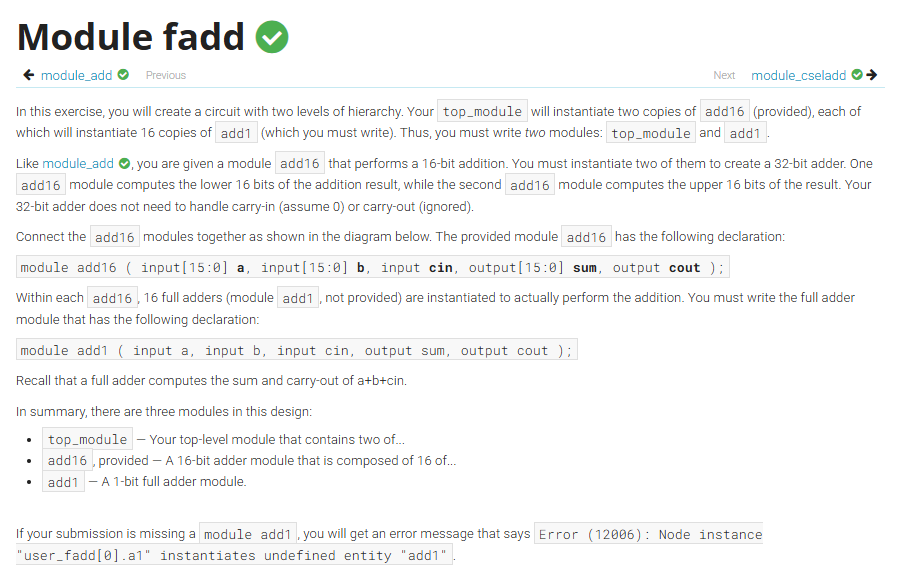 Module fadd
module_add Previous Next module_cseladd
In this exercise, you will create a circuit with two levels of hierarchy. Your top_module will instantiate two copies of add16 (provided), each of
which will instantiate 16 copies of add1 (which you must write). Thus, you must write two modules: top_module and add1.
Like module_add, you are given a module add16 that performs a 16-bit addition. You must instantiate two of them to create a 32-bit adder. One
add16 module computes the lower 16 bits of the addition result, while the second add16 module computes the upper 16 bits of the result. Your
32-bit adder does not need to handle carry-in (assume 0) or carry-out (ignored).
Connect the add16 modules together as shown in the diagram below. The provided module add16 has the following declaration:
module add16 ( input[15:0] a, input[15:0] b, input cin, output[15:0] sum, output cout );
Within each add16, 16 full adders (module add1, not provided) are instantiated to actually perform the addition. You must write the full adder
module that has the following declaration:
module add1 ( input a, input b, input cin, output sum, output cout );
Recall that a full adder computes the sum and carry-out of a+b+cin.
In summary, there are three modules in this design:
• top_module — Your top-level module that contains two of...
• add16, provided — A 16-bit adder module that is composed of 16 of...
• add1 — A 1-bit full adder module.
If your submission is missing a module add1, you will get an error message that says Error (12006): Node instance
"user_fadd[0].a1" instantiates undefined entity "add1".